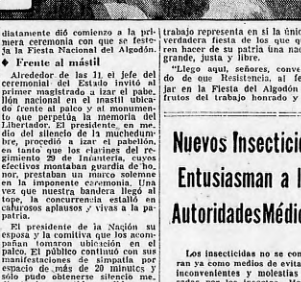 diatamente dió comienzo a la pri-
mera ceremonia con que se feste-
ja la Fiesta Nacional del Algodón.
♦ Frente al mástil
Alrededor de las 11, el jefe del
ceremonial del Estado invitó al
primer magistrado a izar el pabe-
llón nacional en el mástil ubica-
do frente al palco y al monumen-
to que perpetúa la memoria del
Libertador. El presidente, en me-
dio del silencio de la muchedum-
bre, procedió a izar el pabellón,
en tanto que los clarines del re-
gimiento 29 de Infantería, cuyos
efectivos montaban guardia de ho-
nor, prestaban un marco solemne
en la imponente ceremonia. Una
vez que nuestra bandera llegó al
tope, la concurrencia estalló en
calurosos aplausos y vivas a la pa-
patria.
El presidente de la Nación su
esposa y la comitiva que los acom-
pañan tomaron ubicación en el
palco. El público continuó con sus
manifestaciones de simpatía por
espacio de más de 20 minutos y
sólo pudo obtenerse silencio
trabajo representa en sí la únic
verdadera fiesta de los que q
ren hacer de su patria una nac
grande, justa y libre.
"Llego aquí, señores, conve
do de que Resistencia, al fe
jar en la Fiesta del Algodón
frutos del trabajo honrado y
Nuevos Insecticid
Entusiasman a l
Autoridades Médic
Los insecticidas no se con
ran ya como medios de evita
inconvenientes y molestias